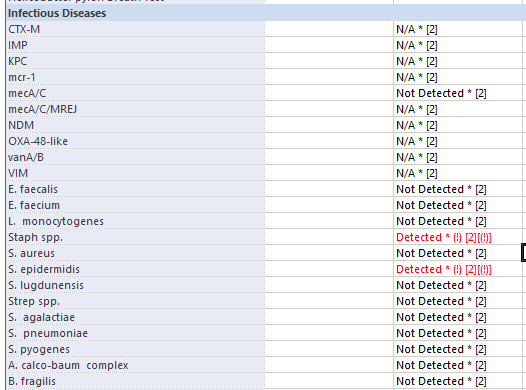 Infectious Diseases
CTX-M N/A * [2]
IMP N/A * [2]
KPC N/A * [2]
mcr-1 N/A * [2]
mecA/C Not Detected * [2]
mecA/C/MREJ N/A * [2]
NDM N/A * [2]
OXA-48-like N/A * [2]
vanA/B N/A * [2]
VIM N/A * [2]
E. faecalis Not Detected * [2]
E. faecium Not Detected * [2]
L. monocytogenes Not Detected * [2]
Staph spp. Detected * (!) [2][(!)]
S. aureus Not Detected * [2]
S. epidermidis Detected * (!) [2][(!)]
S. lugdunensis Not Detected * [2]
Strep spp. Not Detected * [2]
S. agalactiae Not Detected * [2]
S. pneumoniae Not Detected * [2]
S. pyogenes Not Detected * [2]
A. calco-baum complex Not Detected * [2]
B. fragilis Not Detected * [2]